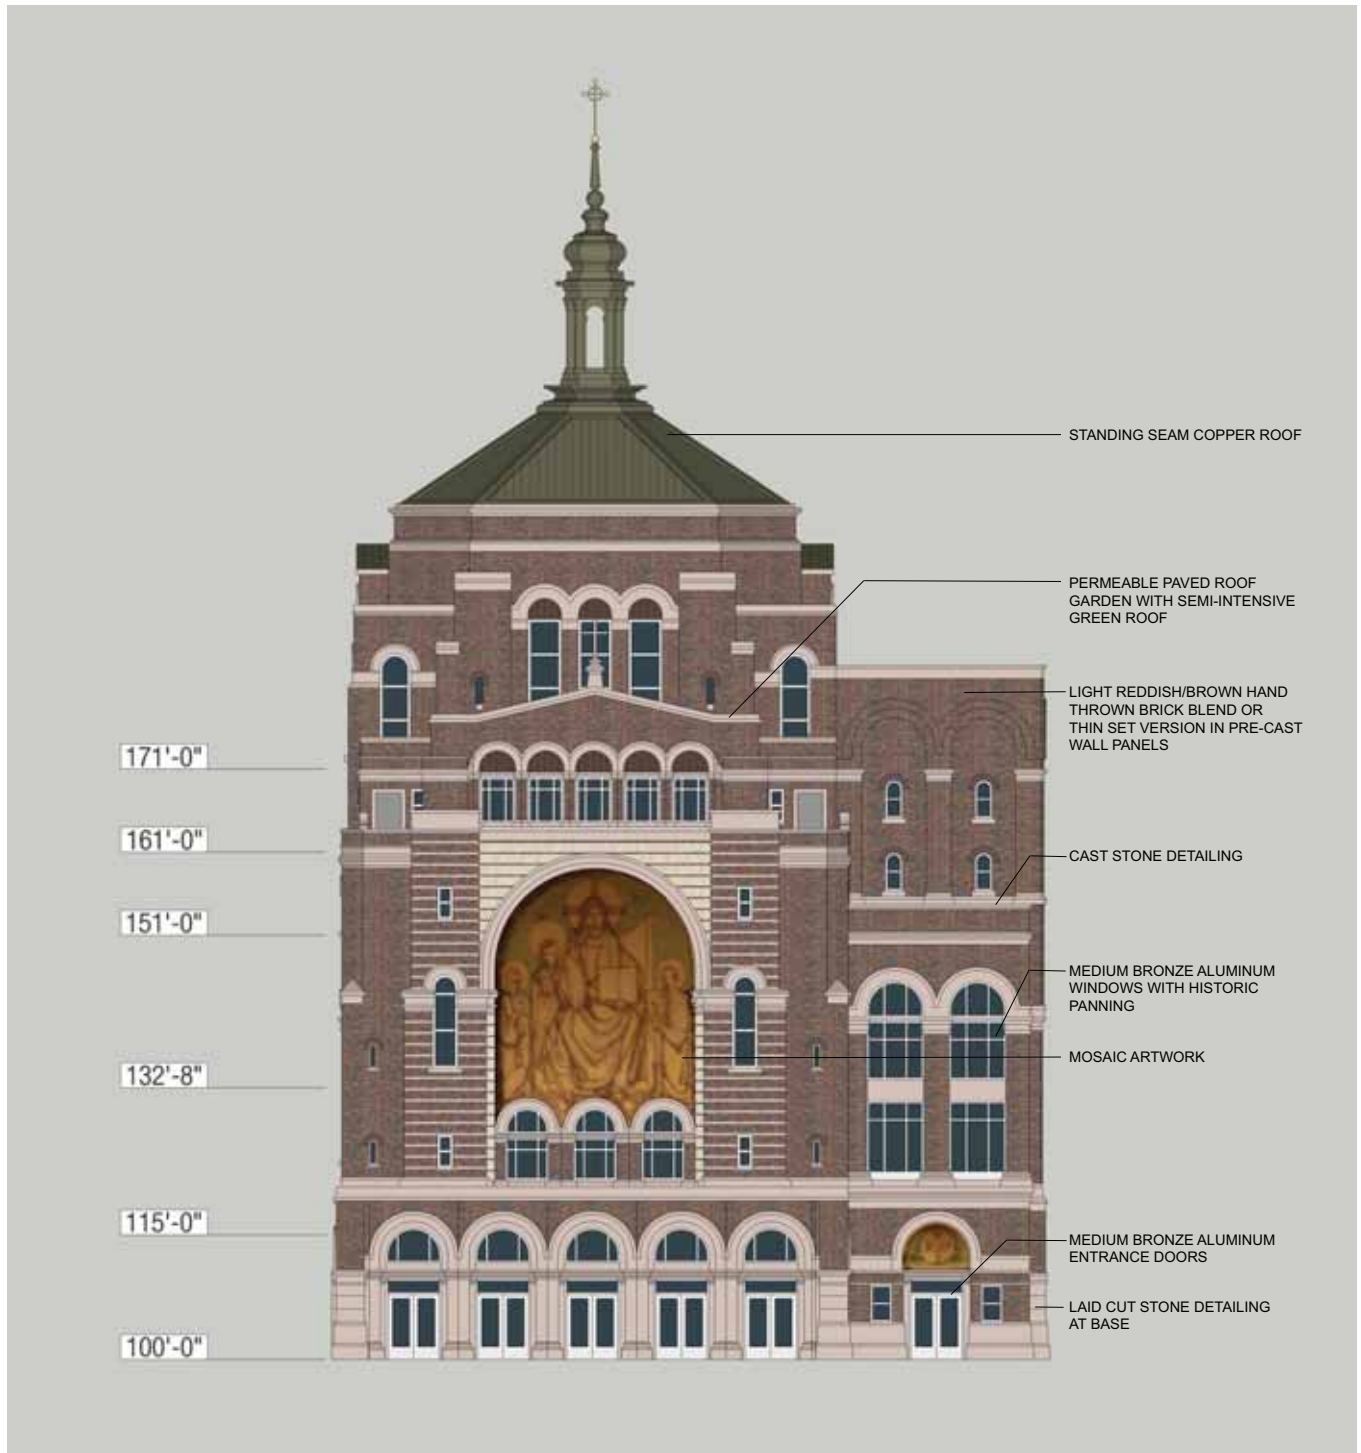 STANDING SEAM COPPER ROOF
PERMEABLE PAVED ROOF
GARDEN WITH SEMI-INTENSIVE
GREEN ROOF
LIGHT REDDISH/BROWN HAND
THROWN BRICK BLEND OR
THIN SET VERSION IN PRE-CAST
WALL PANELS
171'-0"
161'-0"
CAST STONE DETAILING
151'-0"
MEDIUM BRONZE ALUMINUM
WINDOWS WITH HISTORIC
PANNING
MOSAIC ARTWORK
132'-8"
115'-0"
MEDIUM BRONZE ALUMINUM
ENTRANCE DOORS
LAID CUT STONE DETAILING
AT BASE
100'-0"